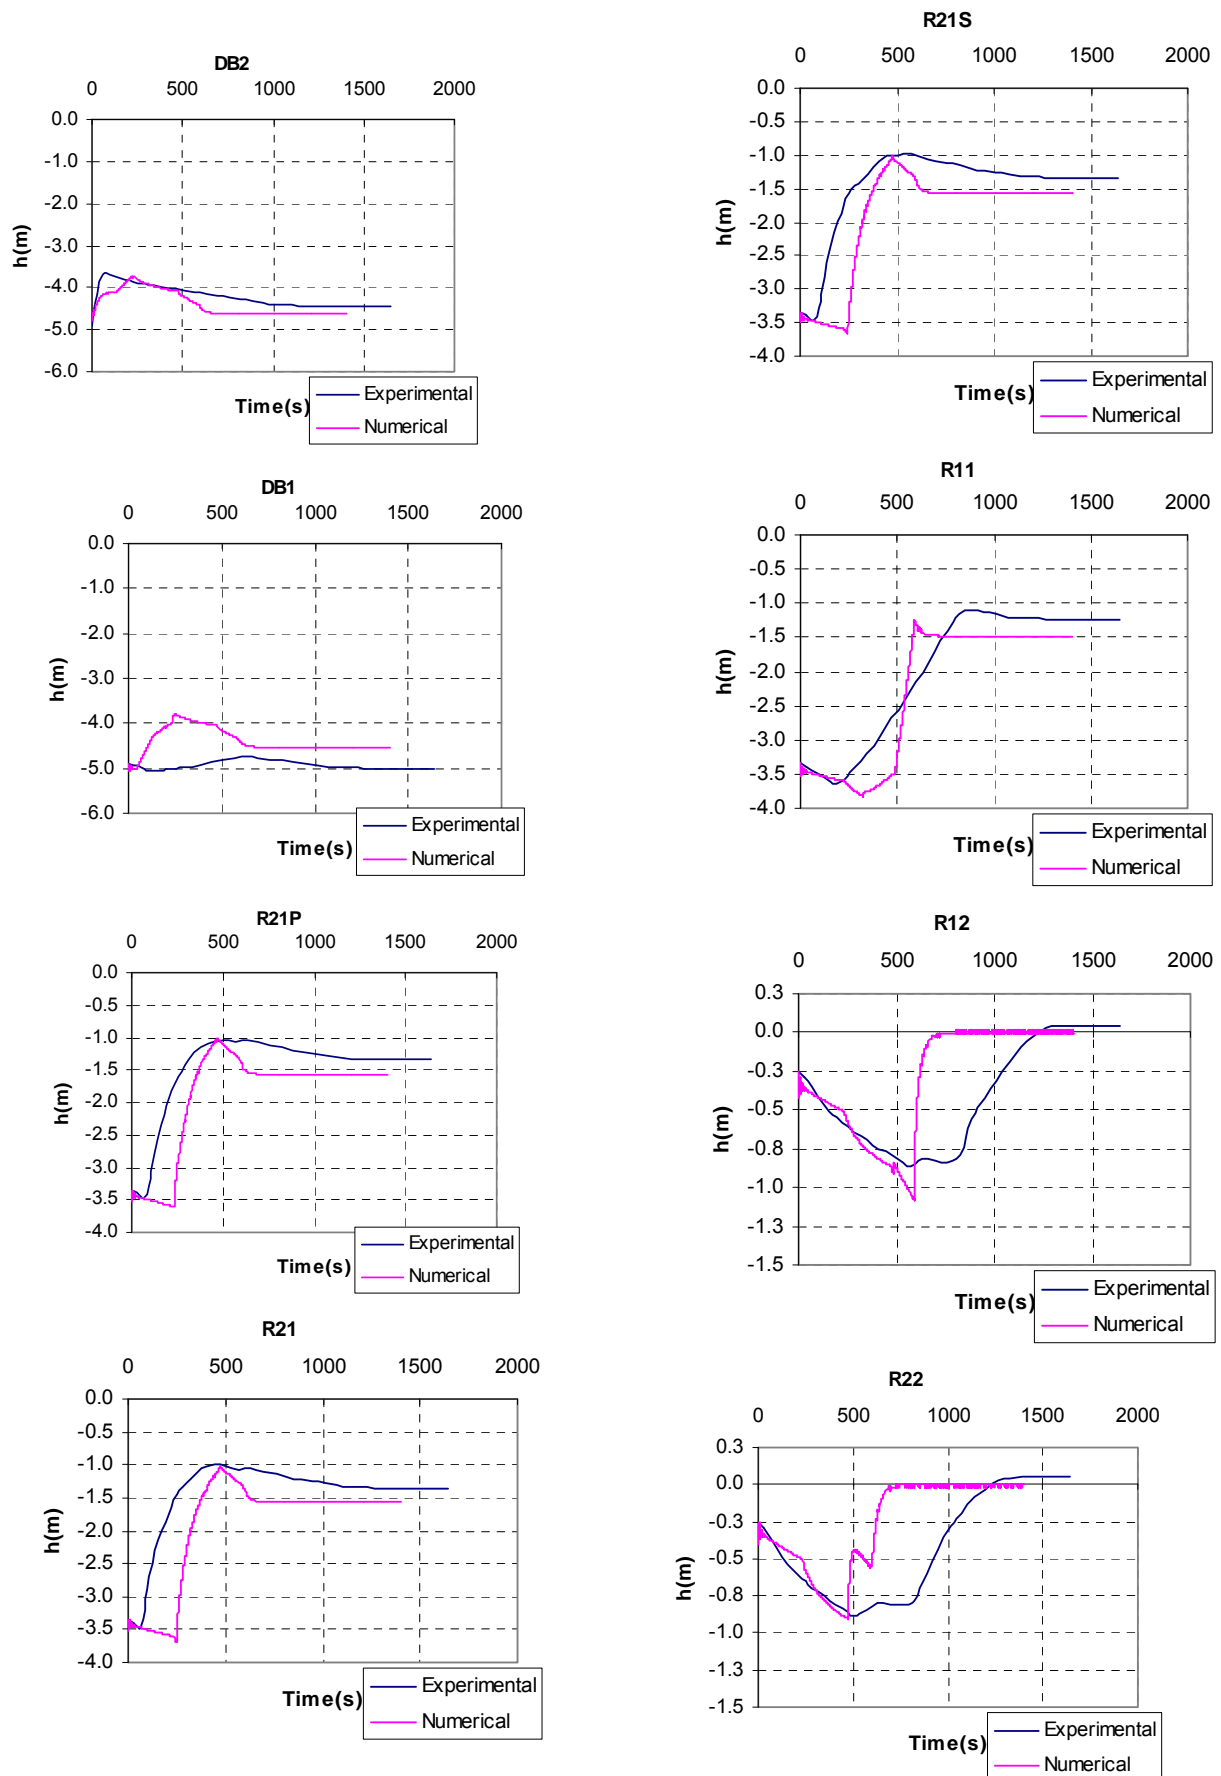 DB2
0 500 1000 1500 2000
0.0
-1.0
-2.0
-3.0
-4.0
-5.0
-6.0
h(m)
Time(s)
Experimental
Numerical
DB1
0 500 1000 1500 2000
0.0
-1.0
-2.0
-3.0
-4.0
-5.0
-6.0
h(m)
Time(s)
Experimental
Numerical
R21P
0 500 1000 1500 2000
0.0
-0.5
-1.0
-1.5
-2.0
-2.5
-3.0
-3.5
-4.0
h(m)
Time(s)
Experimental
Numerical
R21
0 500 1000 1500 2000
0.0
-0.5
-1.0
-1.5
-2.0
-2.5
-3.0
-3.5
-4.0
h(m)
Time(s)
Experimental
Numerical
R21S
0 500 1000 1500 2000
0.0
-0.5
-1.0
-1.5
-2.0
-2.5
-3.0
-3.5
-4.0
h(m)
Time(s)
Experimental
Numerical
R11
0 500 1000 1500 2000
0.0
-0.5
-1.0
-1.5
-2.0
-2.5
-3.0
-3.5
-4.0
h(m)
Time(s)
Experimental
Numerical
R12
0 500 1000 1500 2000
0.3
0.0
-0.3
-0.5
-0.8
-1.0
-1.3
-1.5
h(m)
Time(s)
Experimental
Numerical
R22
0 500 1000 1500 2000
0.3
0.0
-0.3
-0.5
-0.8
-1.0
-1.3
-1.5
h(m)
Time(s)
Experimental
Numerical